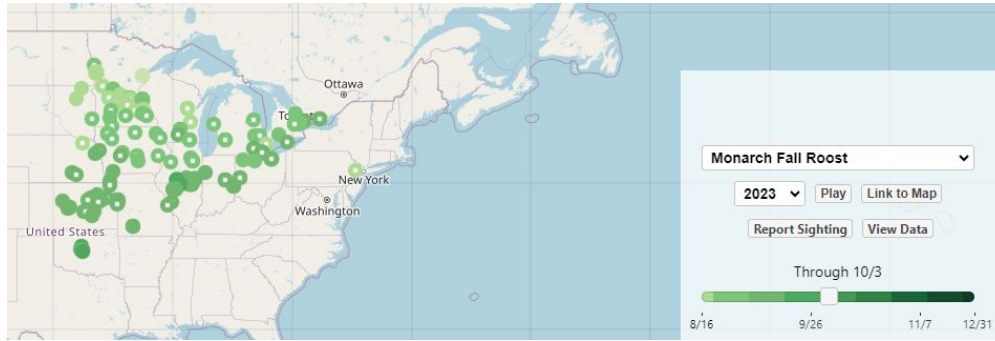 Ottawa
To
New York
Washington
United States
Monarch Fall Roost
2023
Play
Link to Map
Report Sighting
View Data
Through 10/3
8/16
9/26
11/7
12/31